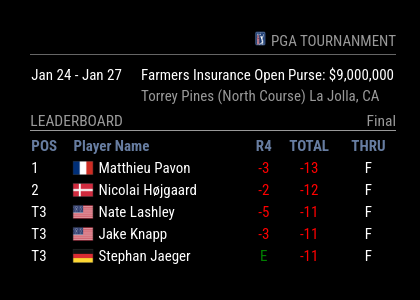 PGA TOURNAMENT
Jan 24 - Jan 27 Farmers Insurance Open Purse: $9,000,000
Torrey Pines (North Course) La Jolla, CA
LEADERBOARD Final
POS Player Name R4 TOTAL THRU
1 Matthieu Pavon -3 -13 F
2 Nicolai Højgaard -2 -12 F
T3 Nate Lashley -5 -11 F
T3 Jake Knapp -3 -11 F
T3 Stephan Jaeger E -11 F